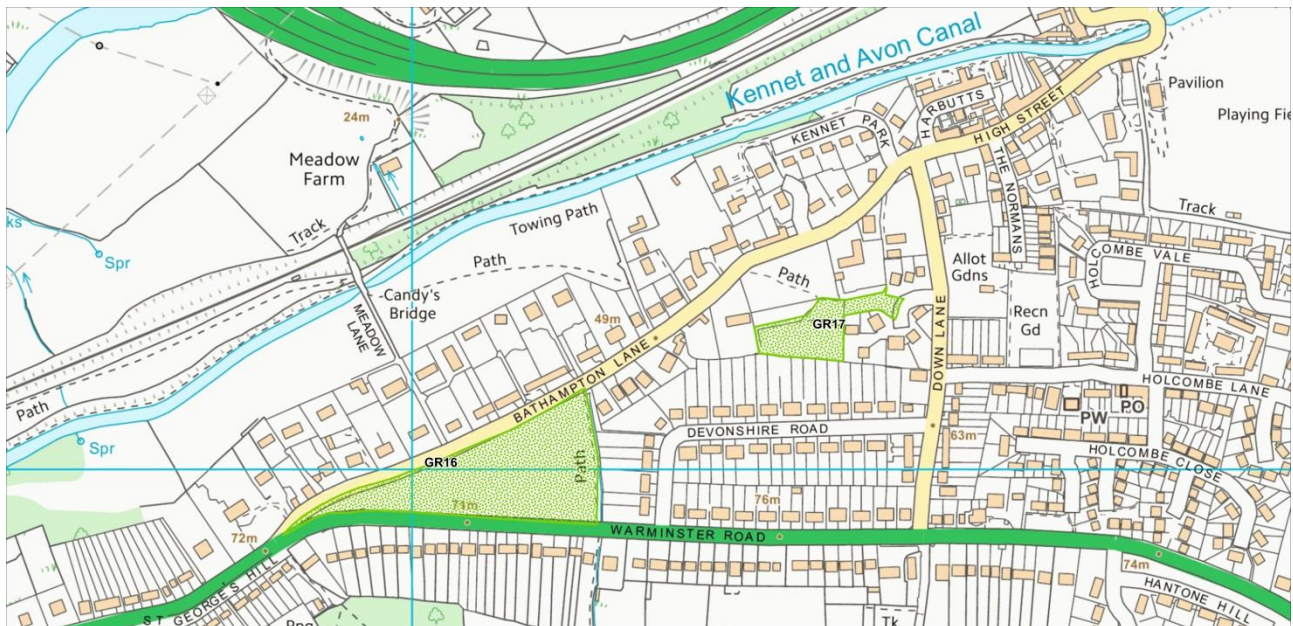 Kennet and Avon Canal
Pavilion
Playing Fie
HARBUTTS
HIGH STREET
KENNET PARK
24m
Meadow
Farm
THE NORMANS
Track
Track
ks
Spr
Towing Path
Path
HOLCOMBE VALE
Allot
Gdns
Path
Candy's
Bridge
MEADOW
LANE
49m
GR17
Recn
Gd
DOWN LANE
BATHAMPTON LANE
HOLCOMBE LANE
Path
PW
PO
Spr
DEVONSHIRE ROAD
63m
HOLCOMBE CLOSE
GR16
Path
71m
76m
72m
WARMINSTER ROAD
74m
ST GEORGE'S HILL
HANTONE HILL
Tk